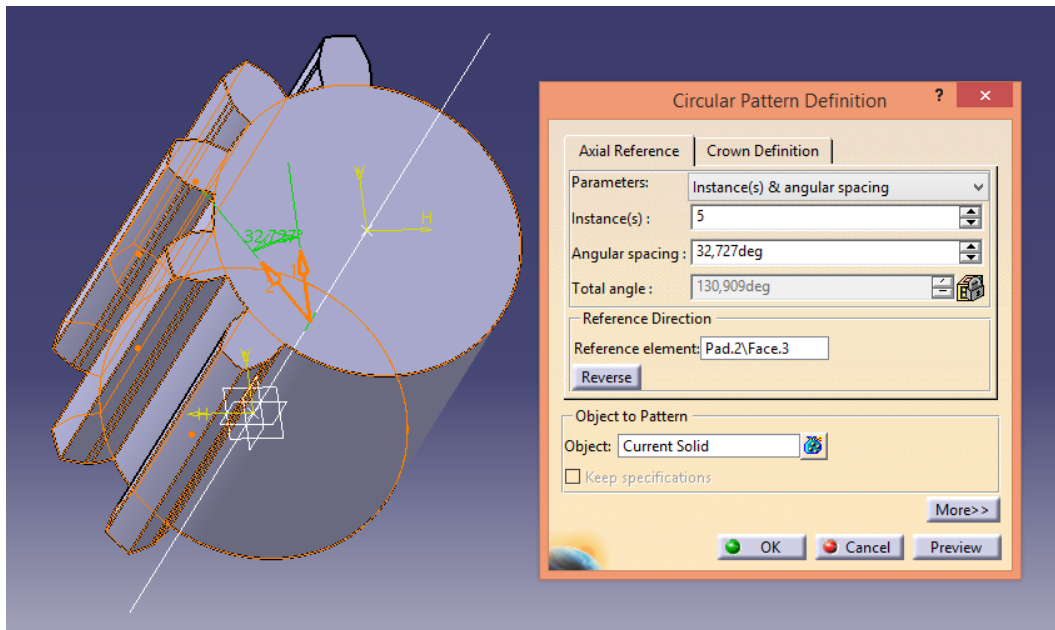 Circular Pattern Definition ? ×
Axial Reference Crown Definition
Parameters: Instance(s) & angular spacing
Instance(s) : 5
Angular spacing : 32,727deg
Total angle : 130,909deg
Reference Direction
Reference element: Pad.2\Face.3
Reverse
Object to Pattern
Object: Current Solid
Keep specifications
More>>
OK Cancel Preview
V
H
32,727°
1
2
V
H